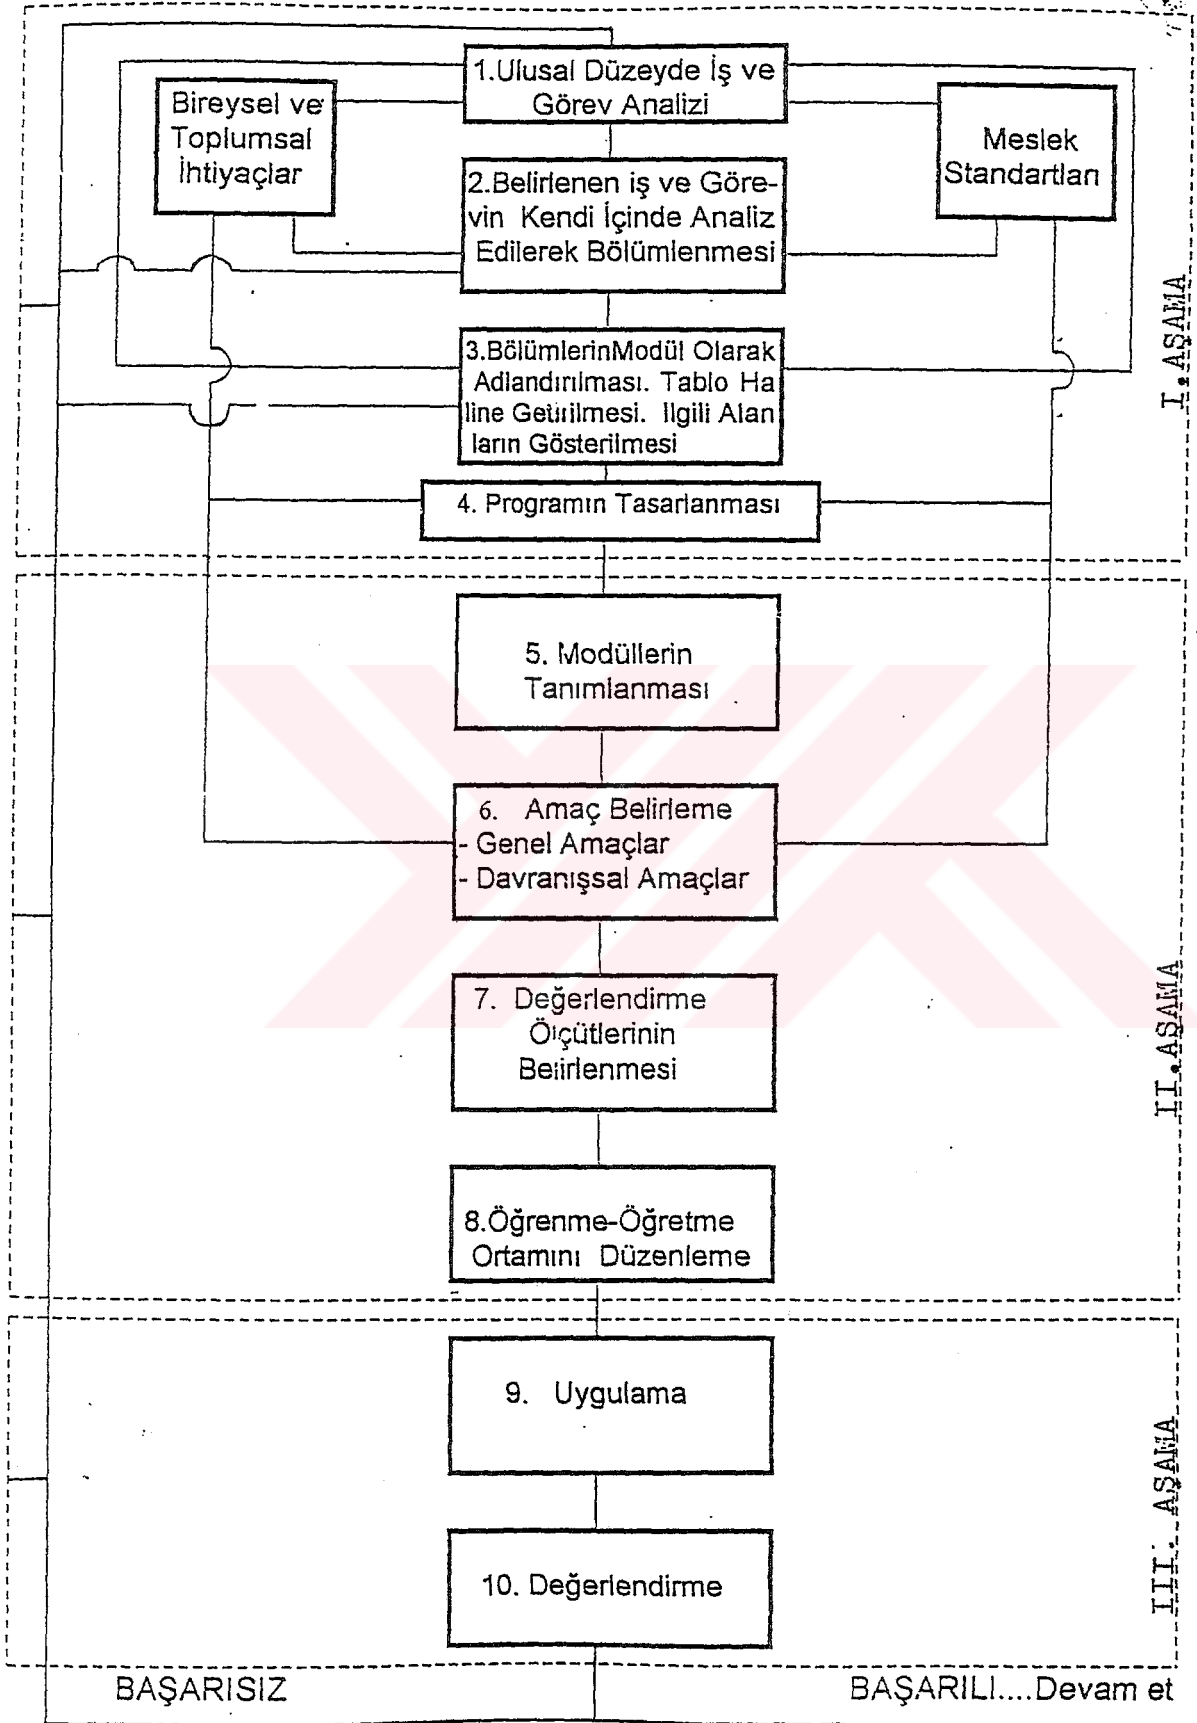 1.Ulusal Düzeyde İş ve
Görev Analizi
Bireysel ve
Toplumsal
İhtiyaçlar
Meslek
Standartları
2.Belirlenen iş ve Göre-
vin Kendi İçinde Analiz
Edilerek Bölümlenmesi
3.BölümlerinModül Olarak
Adlandırılması. Tablo Ha
line Getirilmesi. Ilgili Alan
ların Gösterilmesi
4. Programın Tasarlanması
I.AŞAMA
5. Modüllerin
Tanımlanması
6. Amaç Belirleme
- Genel Amaçlar
- Davranışsal Amaçlar
7. Değerlendirme
Ölçütlerinin
Belirlenmesi
8.Öğrenme-Öğretme
Ortamını Düzenleme
II.AŞAMA
9. Uygulama
10. Değerlendirme
III. AŞAMA
BAŞARISIZ
BAŞARILI....Devam et